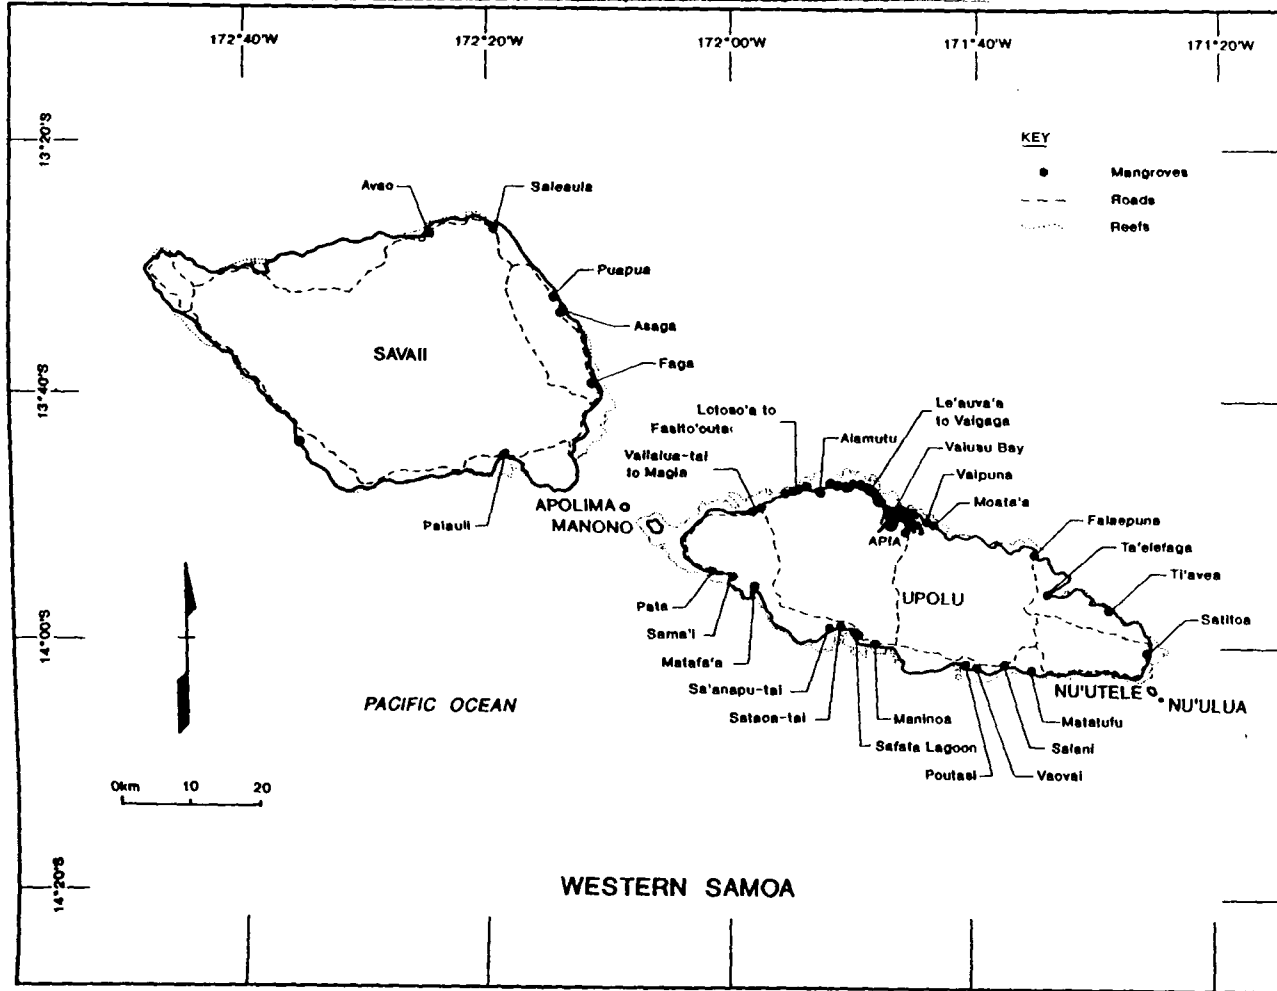 172°40'W
172°20'W
172°00'W
171°40'W
171°20'W
13°20'S
KEY
Mangroves
Roads
Reefs
Avao
Saleaula
Puapua
Asaga
SAVAII
Faga
13°40'S
Lotoso'a to
Fasito'outa
Le'auva'a
to Vaigaga
Alamutu
Vaiusu Bay
Vailalua-tai
to Magia
Vaipuna
Moata'a
Palauli
APOLIMA
MANONO
APIA
Falaepuna
Ta'elefaga
Ti'avea
UPOLU
Pata
Sama'i
Satitoa
14°00'S
Matafa'a
Sa'anapu-tai
NU'UTELE
NU'ULUA
PACIFIC OCEAN
Sataoa-tai
Maninoa
Matatufu
Safata Lagoon
Salani
Poutasi
Vaovai
0km 10 20
14°20'S
WESTERN SAMOA